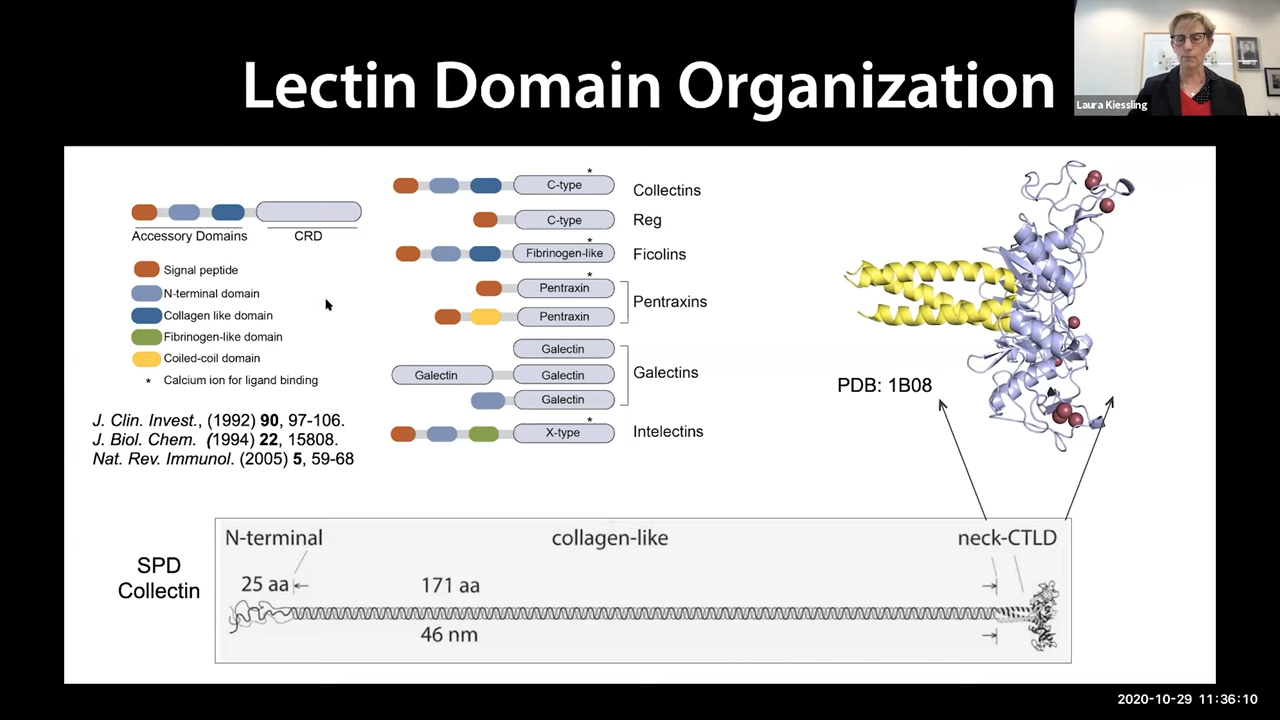 Lectin Domain Organization
Laura Kiessling
Accessory Domains
CRD
Signal peptide
N-terminal domain
Collagen like domain
Fibrinogen-like domain
Coiled-coil domain
* Calcium ion for ligand binding
J. Clin. Invest., (1992) 90, 97-106.
J. Biol. Chem. (1994) 22, 15808.
Nat. Rev. Immunol. (2005) 5, 59-68
*
C-type Collectins
C-type Reg
*
Fibrinogen-like Ficolins
*
Pentraxin
Pentraxins
Pentraxin
Galectin
Galectin Galectin Galectins
Galectin
*
X-type Intelectins
PDB: 1B08
SPD
Collectin
N-terminal collagen-like neck-CTLD
25 aa 171 aa
46 nm
2020-10-29 11:36:10